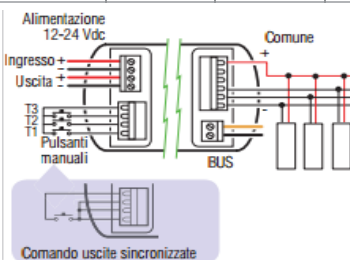 Alimentazione
12-24 Vdc
Ingresso +
-
Uscita +
-
T3
T2
T1
Pulsanti
manuali
Comune
+
-
BUS
Comando uscite sincronizzate